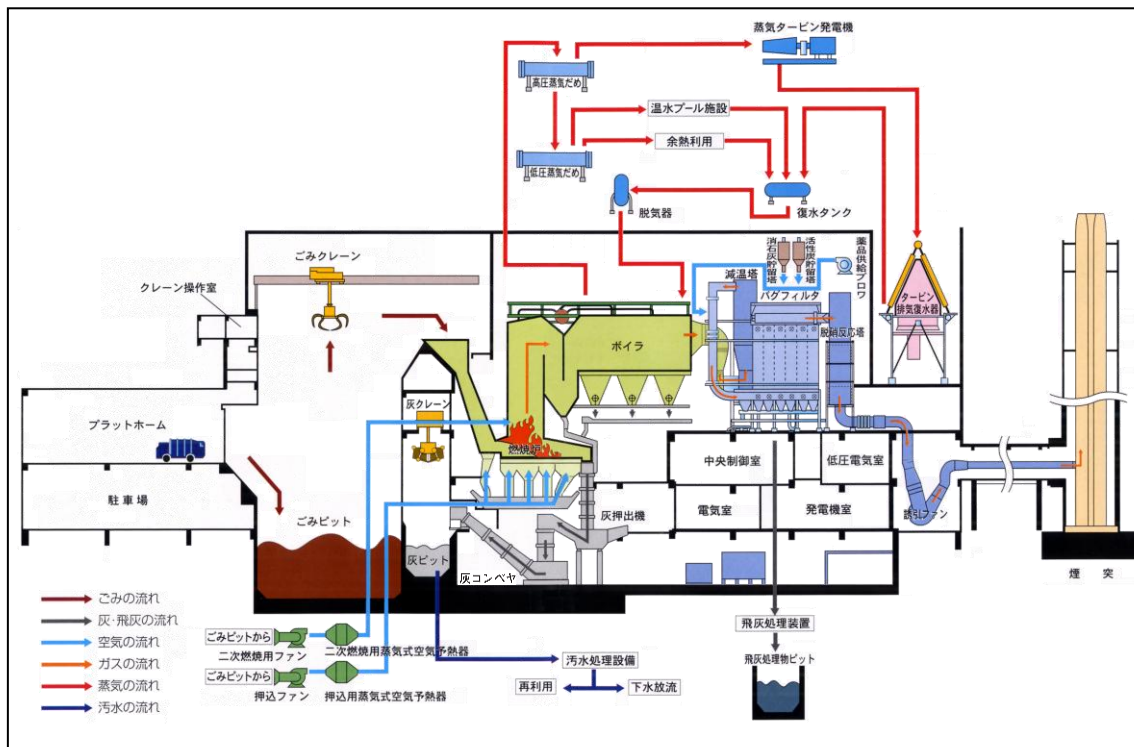 蒸気タービン発電機
高圧蒸気だめ
温水プール施設
余熱利用
低圧蒸気だめ
脱気器
復水タンク
ごみクレーン
クレーン操作室
消石灰貯留塔
活性炭貯留塔
薬品供給ブロワ
減温塔
バグフィルタ
タービン
排気復水器
脱硝反応塔
ボイラ
灰クレーン
プラットホーム
燃焼炉
中央制御室
低圧電気室
駐車場
ごみピット
灰押出機
電気室
発電機室
誘引ファン
灰ピット
灰コンベヤ
煙突
ごみの流れ
灰・飛灰の流れ
空気の流れ
ガスの流れ
蒸気の流れ
汚水の流れ
ごみピットから
二次燃焼用ファン
二次燃焼用蒸気式空気予熱器
ごみピットから
押込ファン
押込用蒸気式空気予熱器
汚水処理設備
再利用
下水放流
飛灰処理装置
飛灰処理物ピット